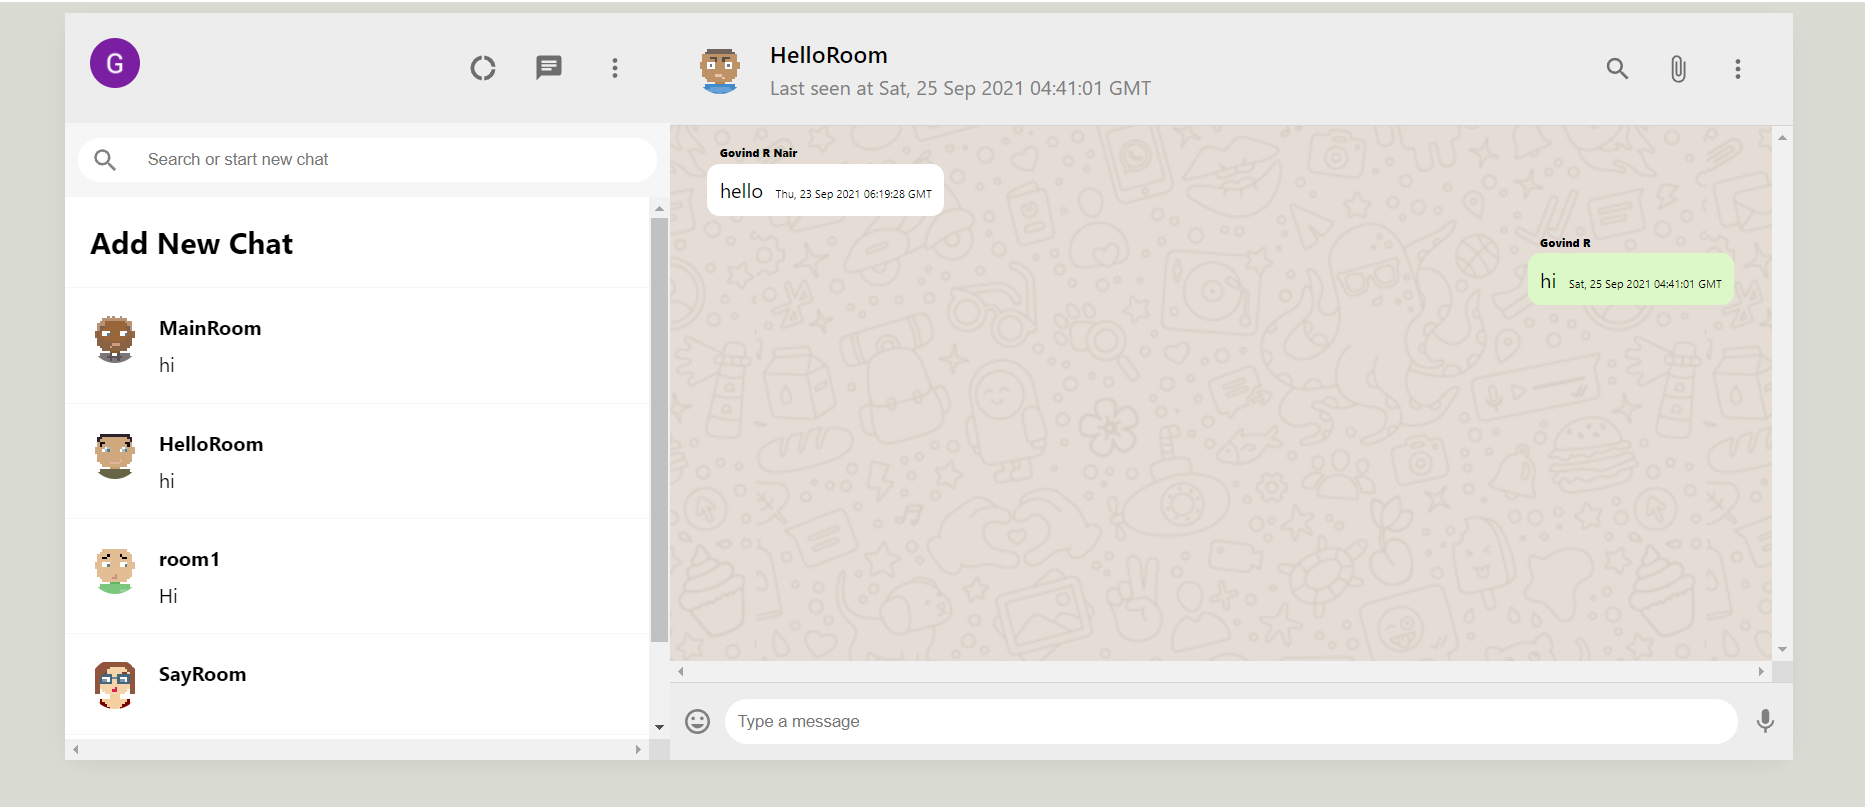 G
Search or start new chat
Add New Chat
MainRoom
hi
HelloRoom
hi
room1
Hi
SayRoom
HelloRoom
Last seen at Sat, 25 Sep 2021 04:41:01 GMT
Govind R Nair
hello Thu, 23 Sep 2021 06:19:28 GMT
Govind R
hi Sat, 25 Sep 2021 04:41:01 GMT
Type a message